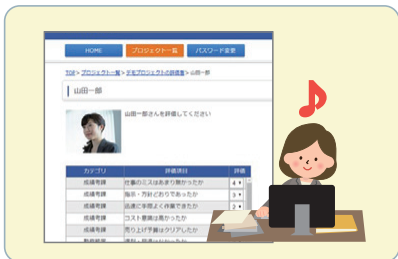 HOME プロジェクト一覧 パスワード変更
TOP > プロジェクト一覧 > デモプロジェクトの評価者 > 山田一郎
山田一郎
山田一郎さんを評価してください
カテゴリ 評価項目 評価
成績考課 仕事のミスはあまり無かったか 4
成績考課 指示・方針どおりであったか 3
成績考課 迅速に手際よく作業できたか 2
成績考課 コスト意識は高かったか
成績考課 売り上げ予算はクリアしたか